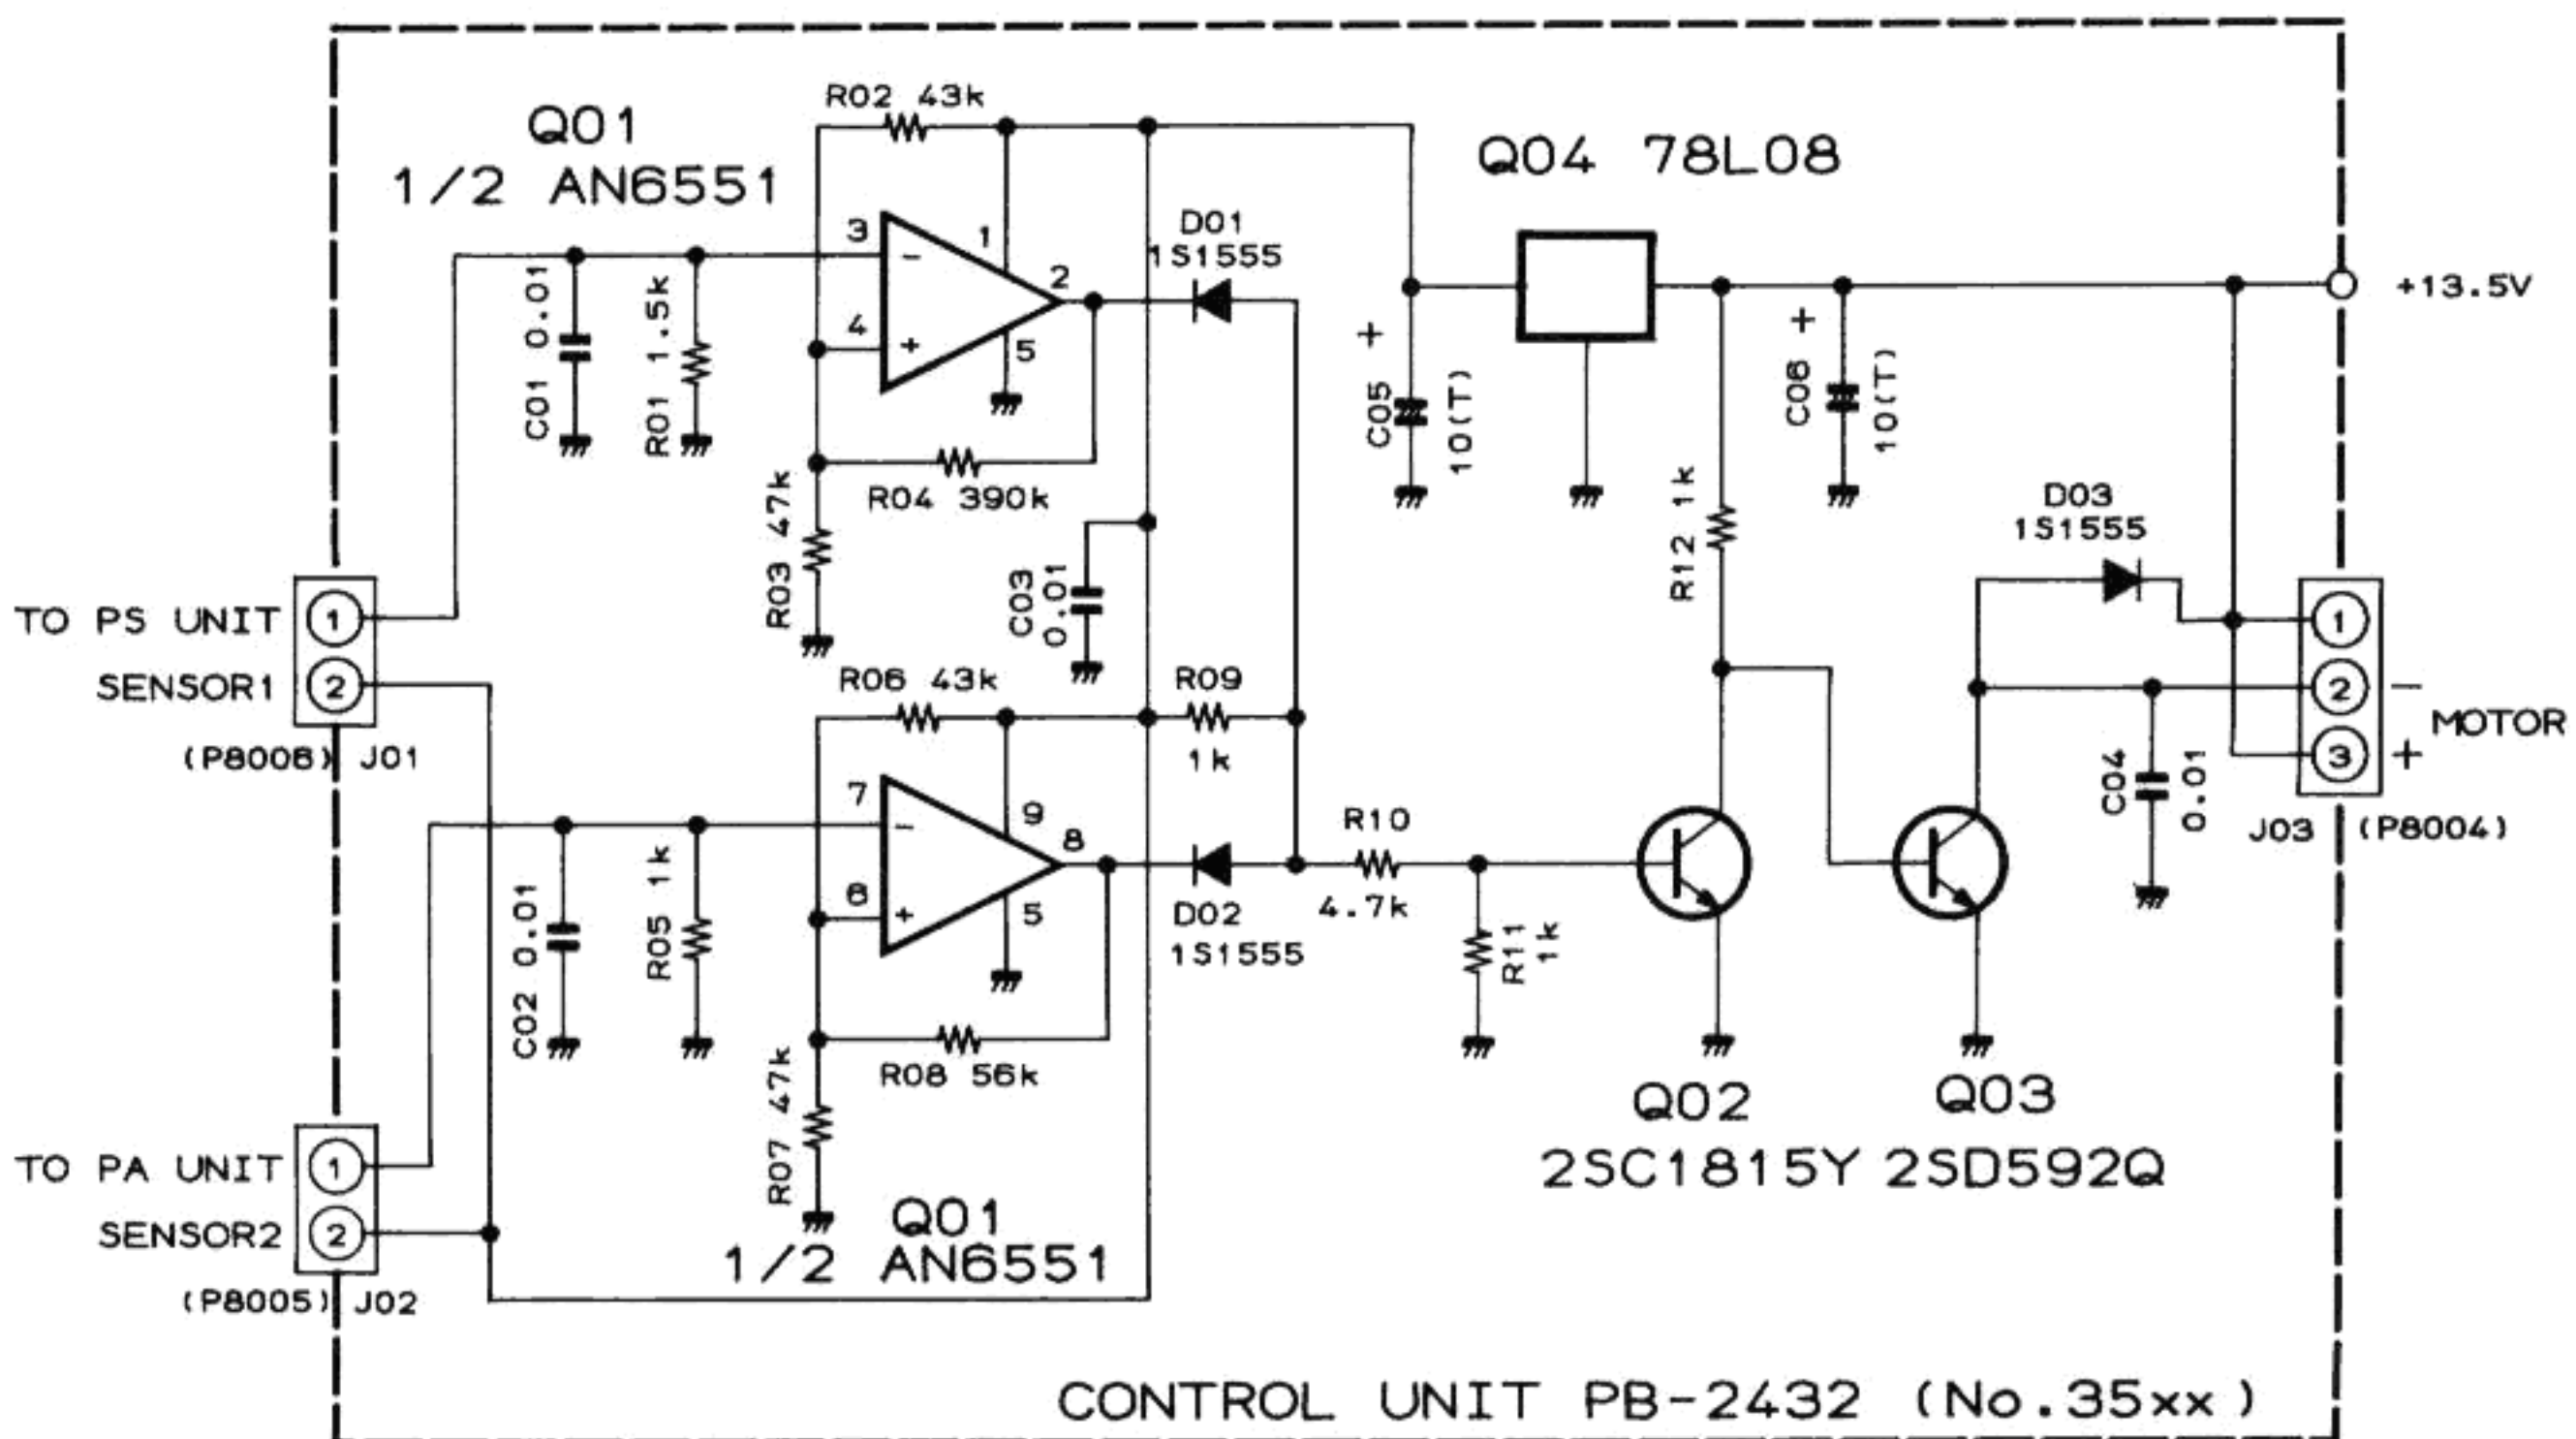 R02 43k
Q01
1/2 AN6551
Q04 78L08
3
-
1
2
4
+
5
D01
1S1555
C01 0.01
R01 1.5k
+
C05
10(T)
+
C06
10(T)
+13.5V
R04 390k
R03 47k
C03
0.01
R12 1k
D03
1S1555
TO PS UNIT
1
SENSOR1
2
(P8006) J01
1
2
-
MOTOR
3
+
J03 (P8004)
C04
0.01
R06 43k
R09
1k
7
-
9
8
6
+
5
R10
4.7k
D02
1S1555
R11
1k
C02 0.01
R05 1k
R08 56k
R07 47k
Q02
2SC1815Y
Q03
2SD592Q
TO PA UNIT
1
SENSOR2
2
(P8005) J02
Q01
1/2 AN6551
CONTROL UNIT PB-2432 (No.35xx)